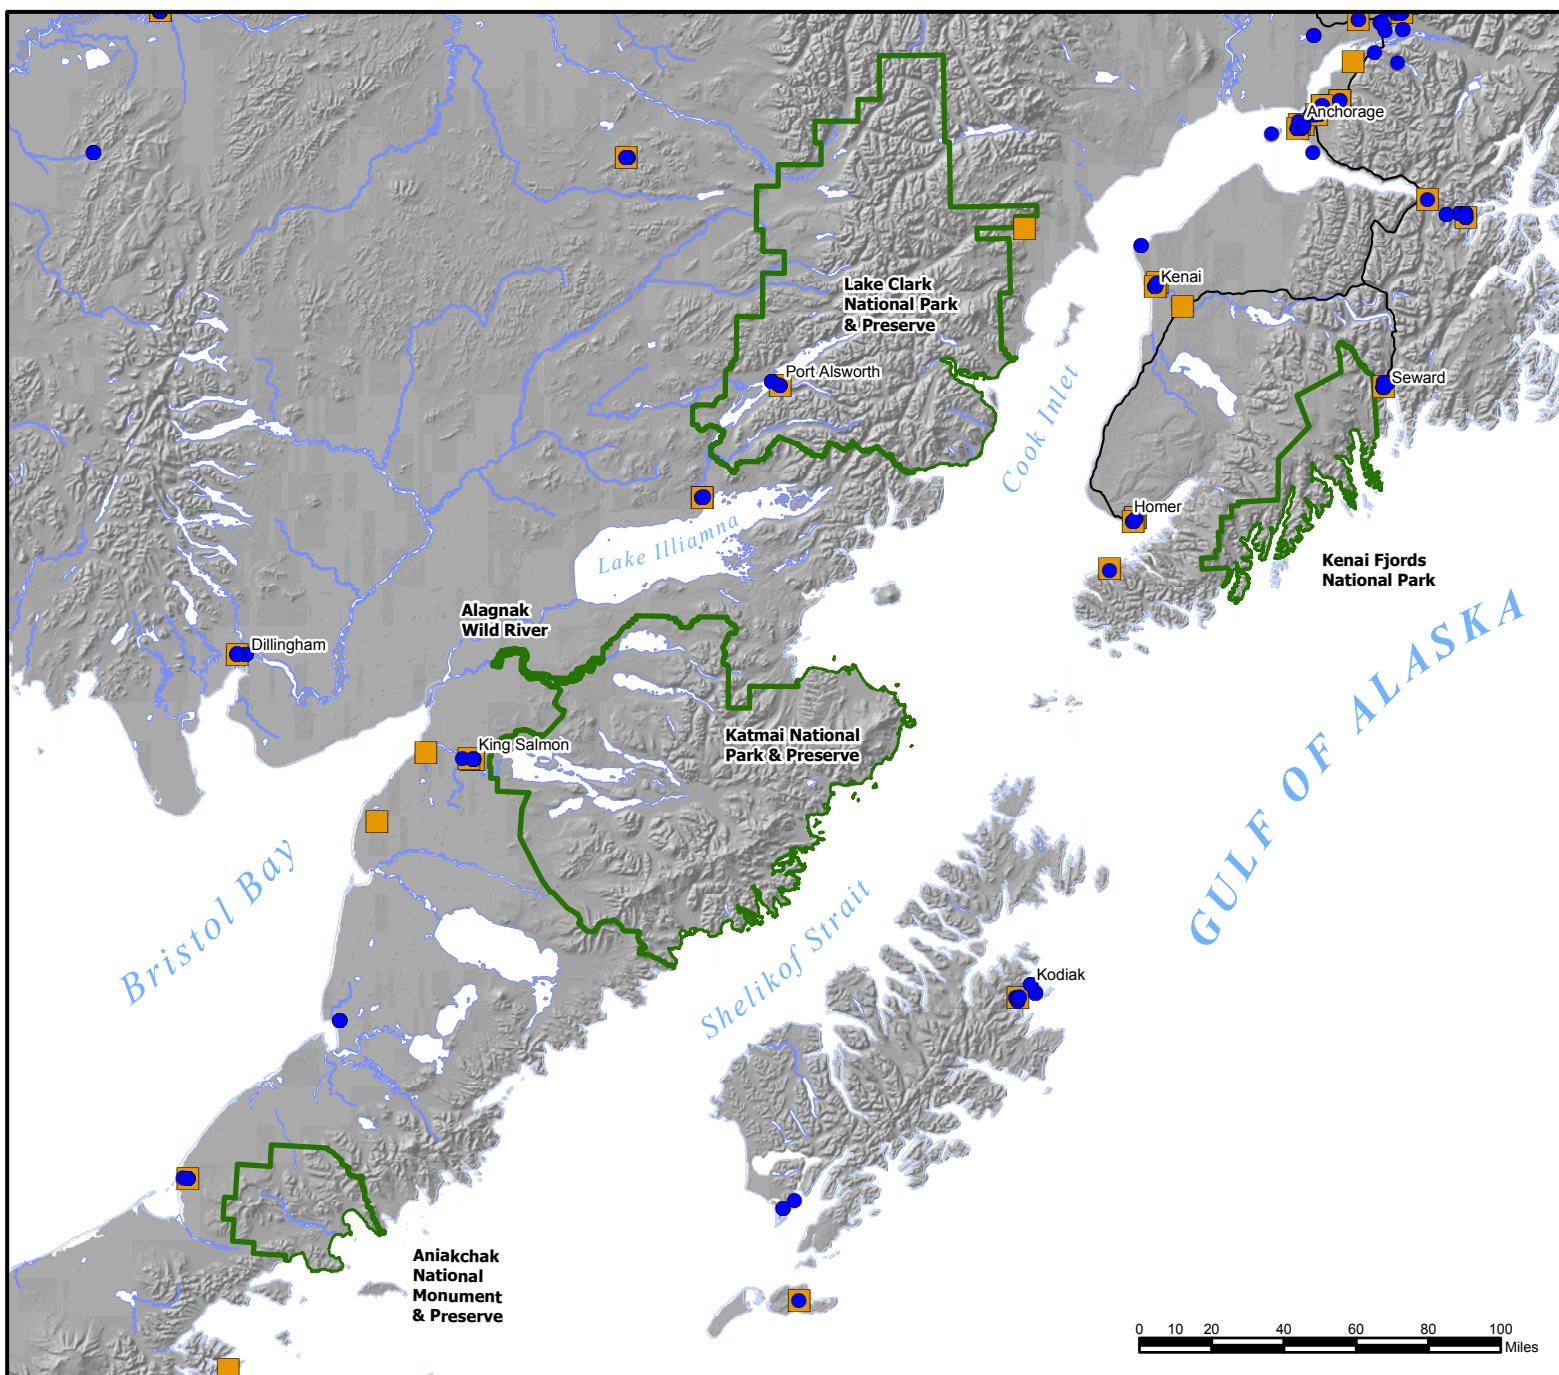 Anchorage
Kenai
Lake Clark
National Park
& Preserve
Port Alsworth
Seward
Cook Inlet
Homer
Lake Illiamna
Kenai Fjords
National Park
Alagnak
Wild River
Dillingham
GULF OF ALASKA
King Salmon
Katmai National
Park & Preserve
Bristol Bay
Shelikof Strait
Kodiak
Aniakchak
National
Monument
& Preserve
0 10 20 40 60 80 100
Miles